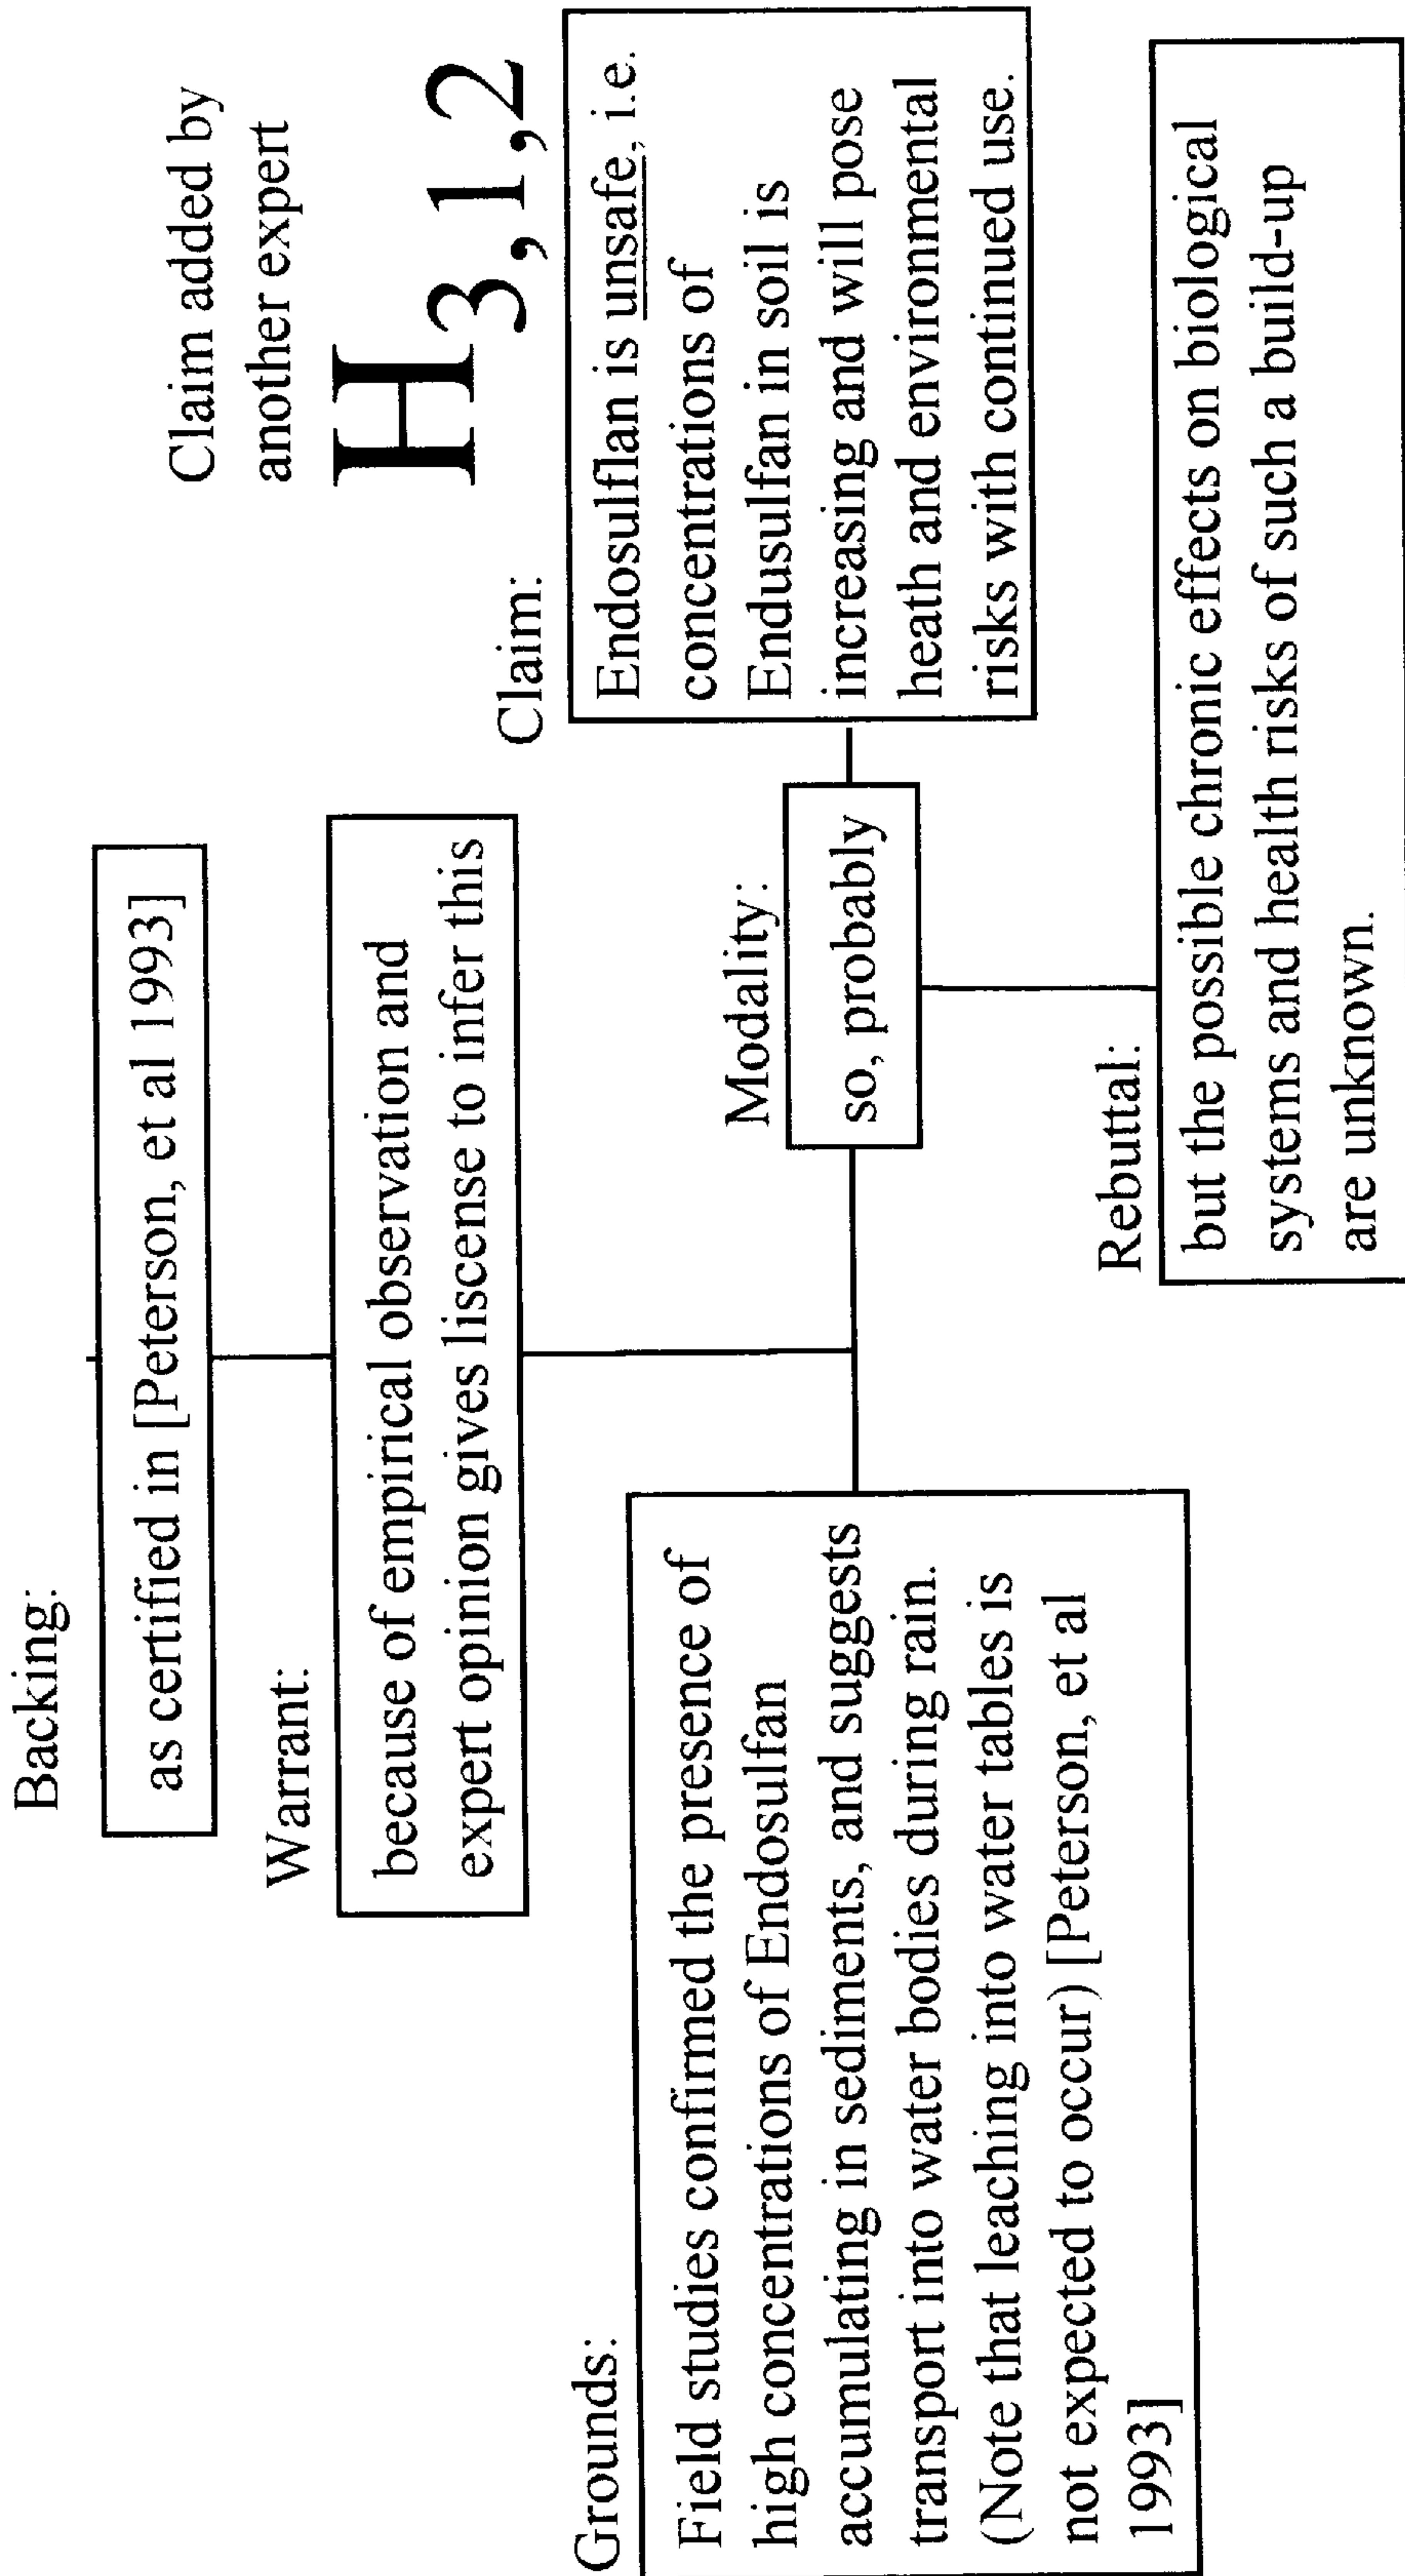 Backing:
as certified in [Peterson, et al 1993]
Warrant:
because of empirical observation and
expert opinion gives liscense to infer this
Claim added by
another expert
H3,1,2
Grounds:
Field studies confirmed the presence of
high concentrations of Endosulfan
accumulating in sediments, and suggests
transport into water bodies during rain.
(Note that leaching into water tables is
not expected to occur) [Peterson, et al
1993]
Modality:
so, probably
Claim:
Endosulflan is unsafe, i.e.
concentrations of
Endusulfan in soil is
increasing and will pose
heath and environmental
risks with continued use.
Rebuttal:
but the possible chronic effects on biological
systems and health risks of such a build-up
are unknown.